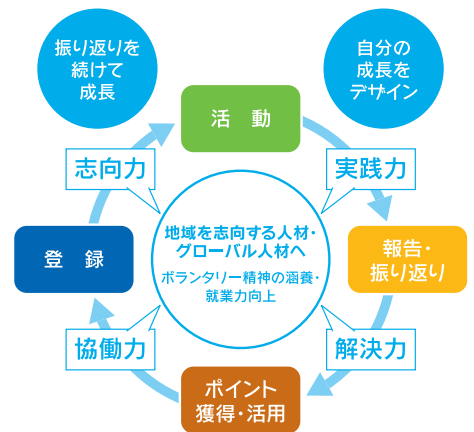 振り返りを
続けて
成長
自分の
成長を
デザイン
活　動
志向力
実践力
地域を志向する人材・
グローバル人材へ
ボランタリー精神の涵養・
就業力向上
登　録
報告・
振り返り
協働力
解決力
ポイント
獲得・活用